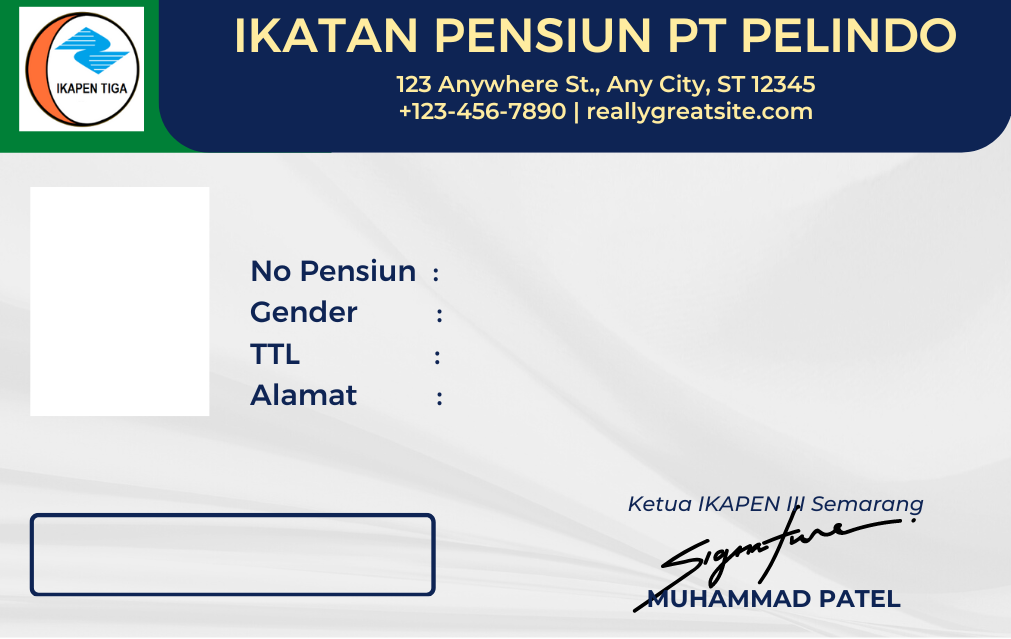 IKAPEN TIGA
IKATAN PENSIUN PT PELINDO
123 Anywhere St., Any City, ST 12345
+123-456-7890 | reallygreatsite.com
No Pensiun :
Gender :
TTL :
Alamat :
Ketua IKAPEN III Semarang
Signature
MUHAMMAD PATEL